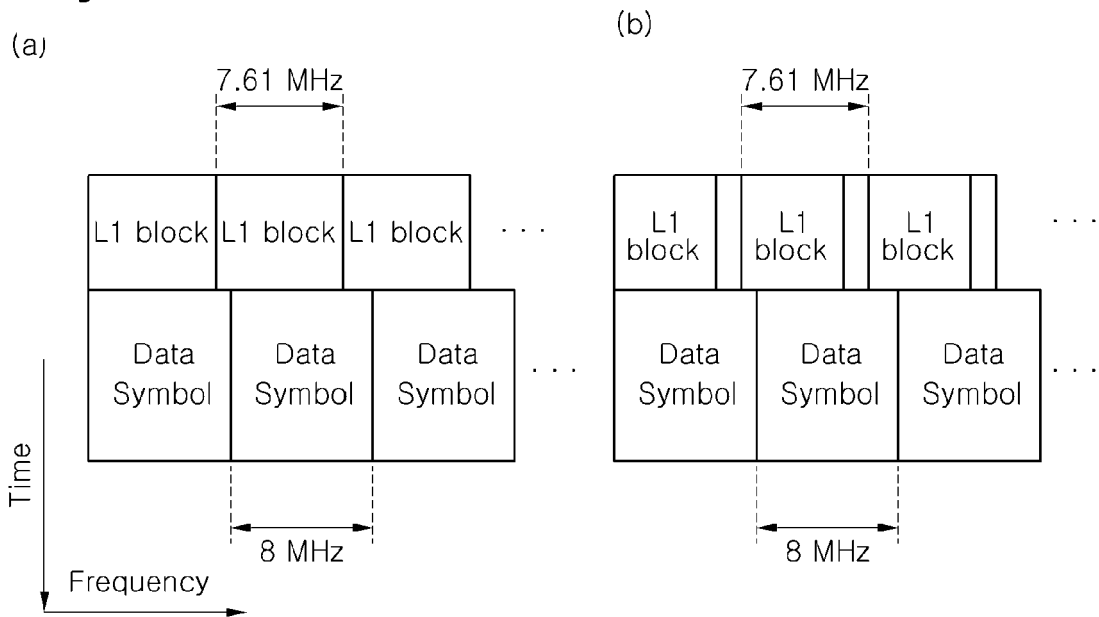 (a)
7.61 MHz
L1 block L1 block L1 block . . .
Data Symbol Data Symbol Data Symbol . . .
8 MHz
Time
Frequency
(b)
7.61 MHz
L1 block L1 block L1 block . . .
Data Symbol Data Symbol Data Symbol . . .
8 MHz